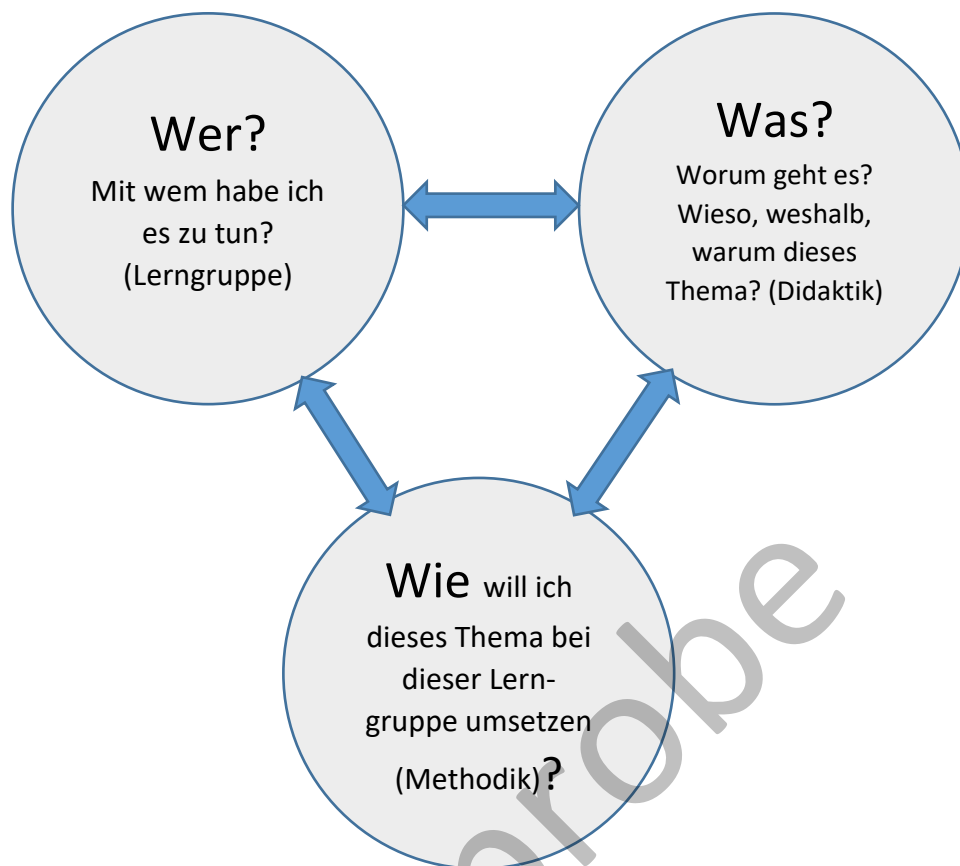 Wer?
Mit wem habe ich
es zu tun?
(Lerngruppe)
Was?
Worum geht es?
Wieso, weshalb,
warum dieses
Thema? (Didaktik)
Wie will ich
dieses Thema bei
dieser Lern-
gruppe umsetzen
(Methodik)?
probe